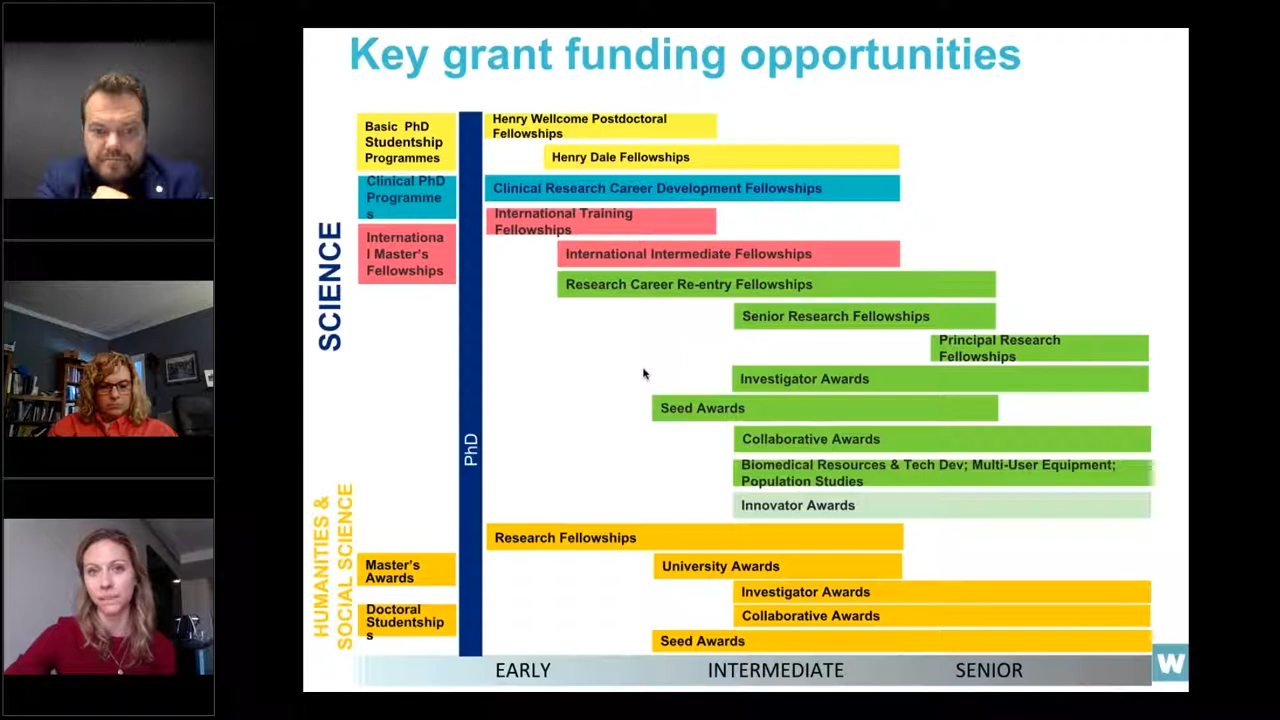 Key grant funding opportunities
Basic PhD
Studentship
Programmes
Clinical PhD
Programme
s
Internationa
l Master's
Fellowships
SCIENCE
PhD
Henry Wellcome Postdoctoral
Fellowships
Henry Dale Fellowships
Clinical Research Career Development Fellowships
International Training
Fellowships
International Intermediate Fellowships
Research Career Re-entry Fellowships
Senior Research Fellowships
Principal Research
Fellowships
Investigator Awards
Seed Awards
Collaborative Awards
Biomedical Resources & Tech Dev; Multi-User Equipment;
Population Studies
Innovator Awards
HUMANITIES &
SOCIAL SCIENCE
Master's
Awards
Doctoral
Studentship
s
Research Fellowships
University Awards
Investigator Awards
Collaborative Awards
Seed Awards
EARLY
INTERMEDIATE
SENIOR
W